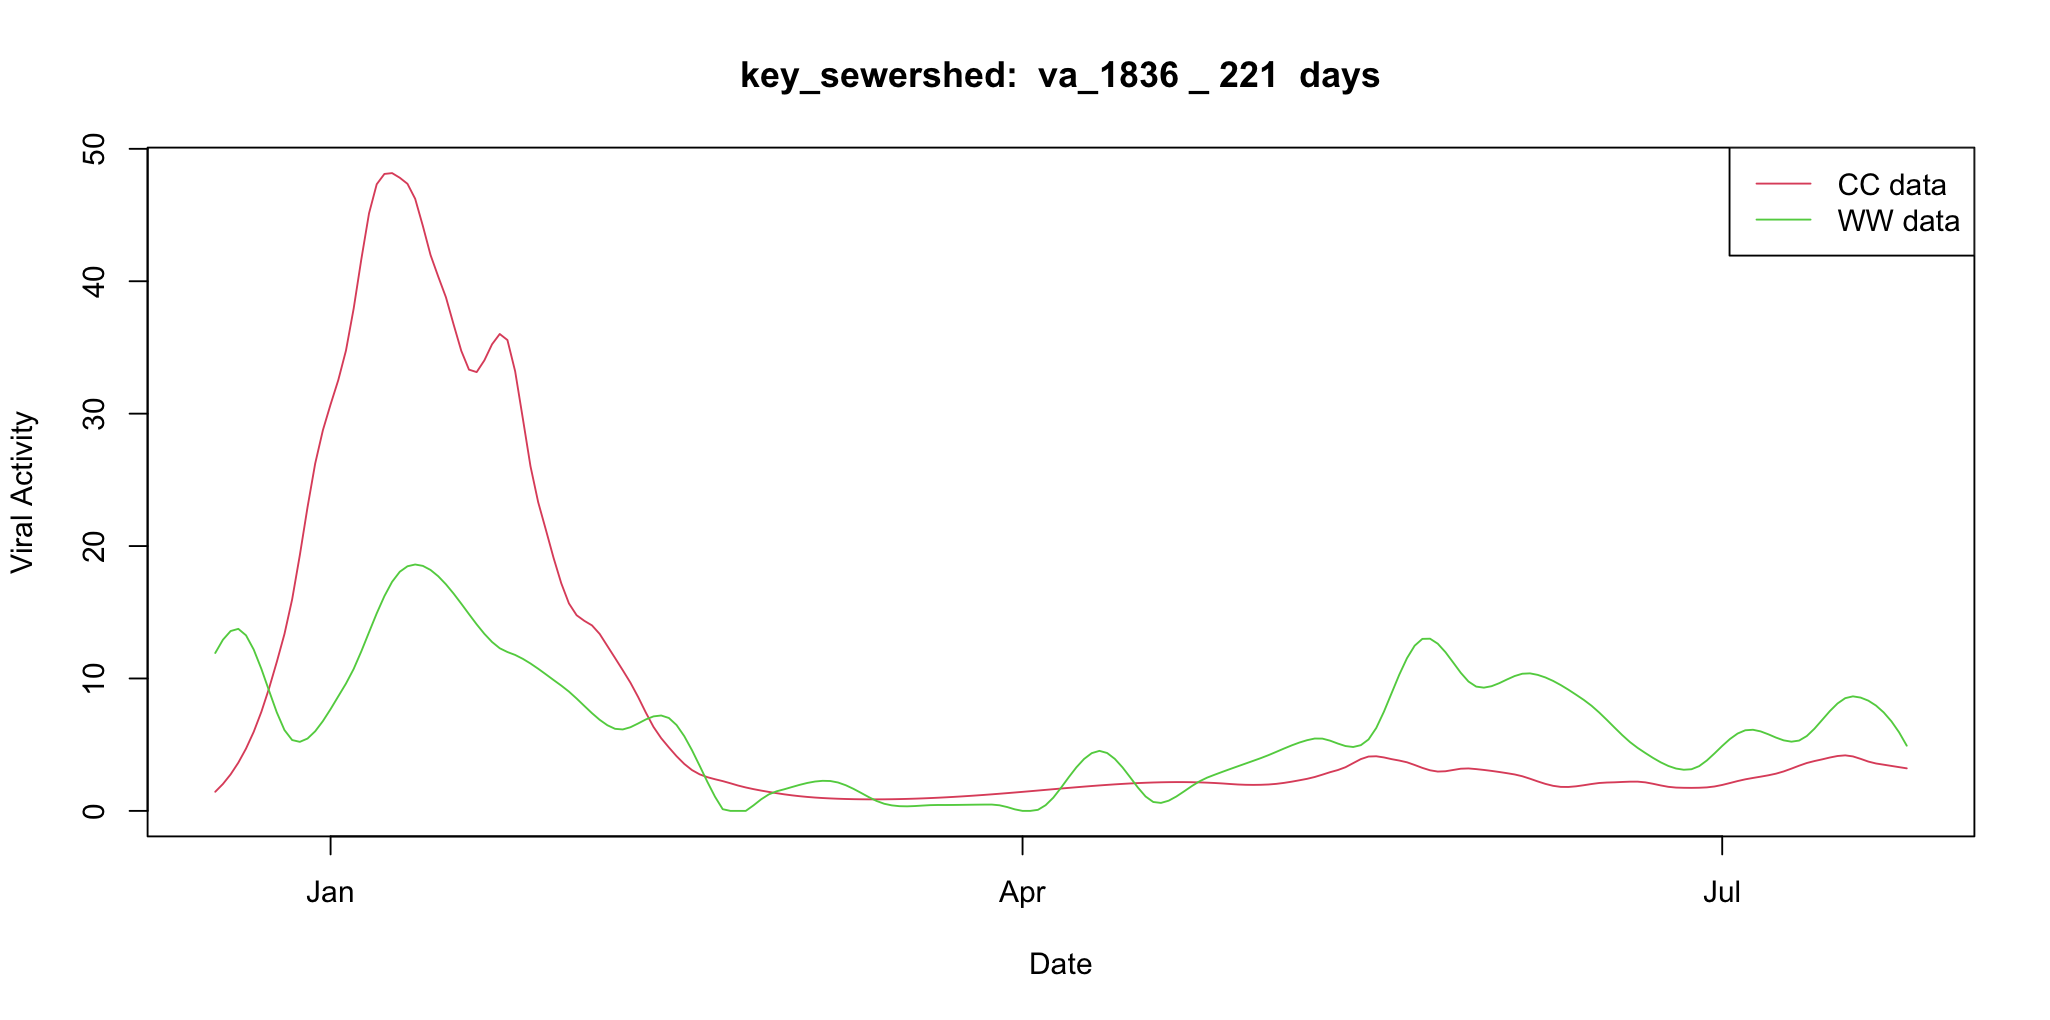 key_sewershed: va_1836 _ 221 days
CC data
WW data
Viral Activity
50
40
30
20
10
0
Jan
Apr
Jul
Date